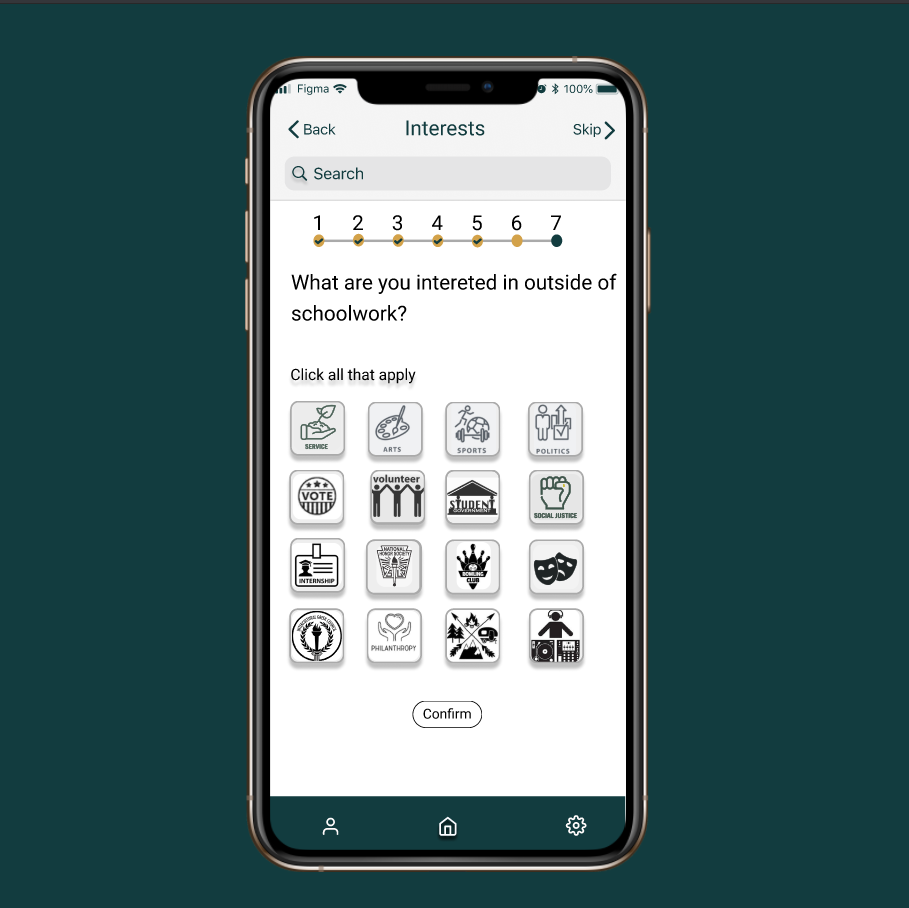 Figma 100%
Back Interests Skip
Search
1 2 3 4 5 6 7
What are you intereted in outside of
schoolwork?
Click all that apply
SERVICE ARTS SPORTS POLITICS
VOTE volunteer STUDENT GOVERNMENT SOCIAL JUSTICE
INTERNSHIP NATIONAL HONOR SOCIETY BOWLING CLUB
PHILANTHROPY
Confirm